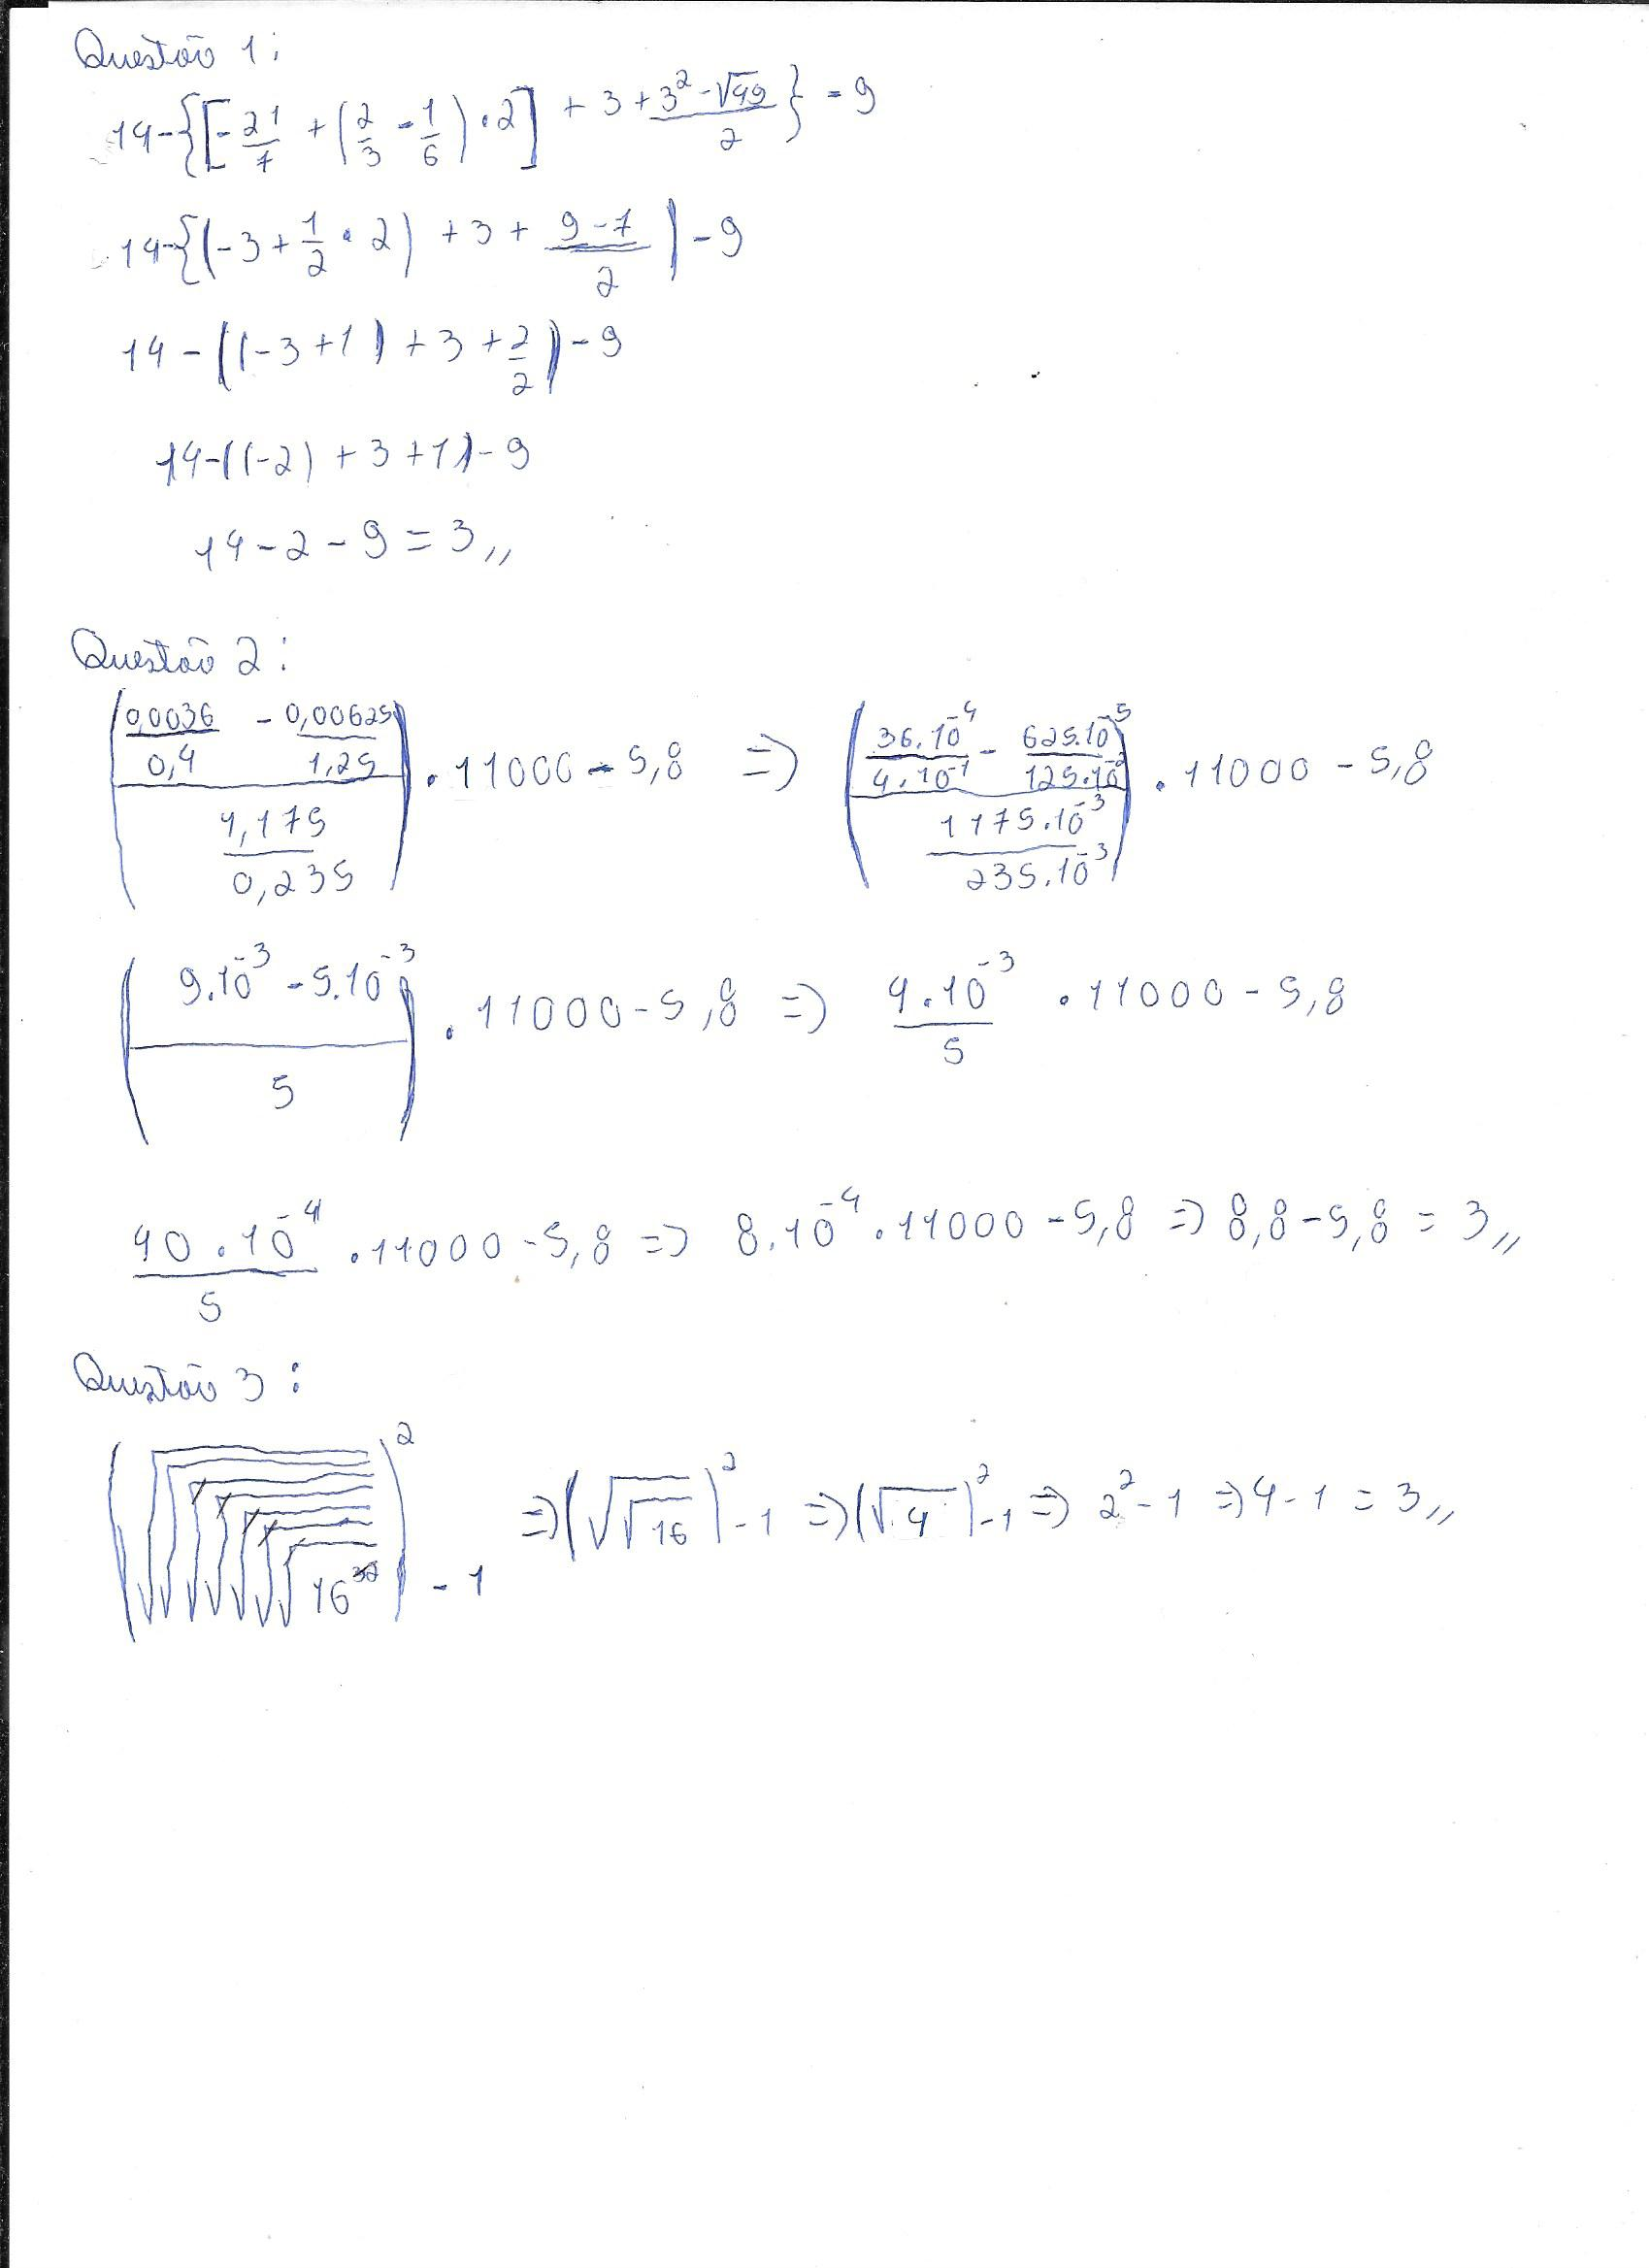 Questão 1:
14-{[-21/7 + (2/3 - 1/6) . 2] + 3 + (3² - √49)/2} - 9
14-{(-3 + 1/2 . 2) + 3 + (9-7)/2) - 9
14 - ((-3+1) + 3 + 2/2) - 9
14-((-2) + 3 + 1) - 9
14-2-9 = 3,,
Questão 2:
((0,0036/0,4 - 0,00625/1,25)/(1,175/0,235)) . 11000 - 5,8 => ((36.10⁻⁴/4.10⁻¹ - 625.10⁻⁵/125.10⁻²)/(1175.10⁻³/235.10⁻³)) . 11000 - 5,8
((9.10⁻³ - 5.10⁻³)/5) . 11000 - 5,8 => 4.10⁻³/5 . 11000 - 5,8
40.10⁻⁴/5 . 11000 - 5,8 => 8.10⁻⁴ . 11000 - 5,8 => 8,8 - 5,8 = 3,,
Questão 3:
(√√√√√√√16³²)² - 1 => (√√16)² - 1 => (√4)² - 1 => 2² - 1 => 4 - 1 = 3,,